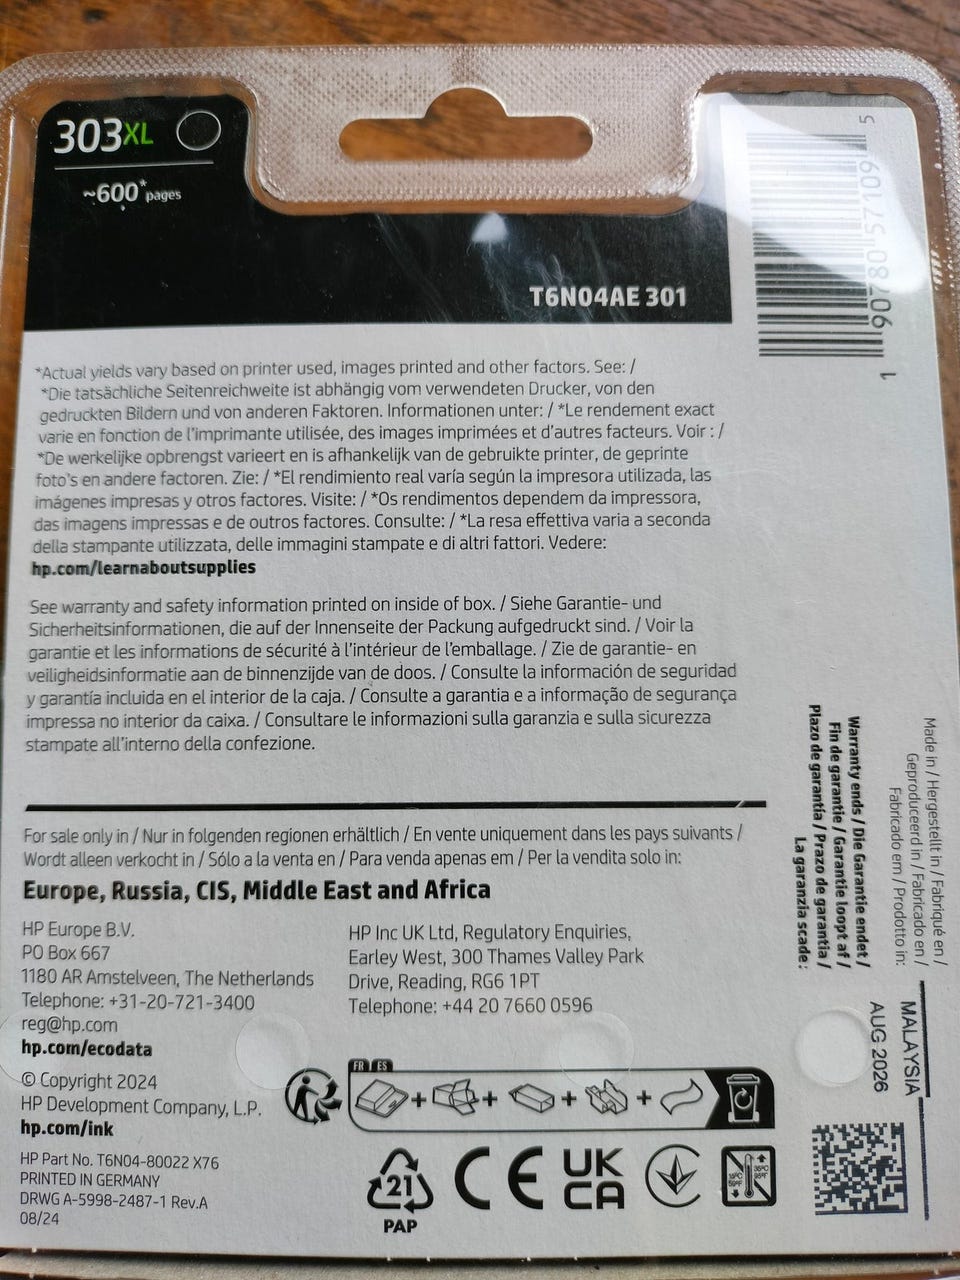 303XL
~600* pages
T6N04AE 301
*Actual yields vary based on printer used, images printed and other factors. See: /
*Die tatsächliche Seitenreichweite ist abhängig vom verwendeten Drucker, von den
gedruckten Bildern und von anderen Faktoren. Informationen unter: / *Le rendement exact
varie en fonction de l'imprimante utilisée, des images imprimées et d'autres facteurs. Voir : /
*De werkelijke opbrengst varieert en is afhankelijk van de gebruikte printer, de geprinte
foto's en andere factoren. Zie: / *El rendimiento real varía según la impresora utilizada, las
imágenes impresas y otros factores. Visite: / *Os rendimentos dependem da impressora,
das imagens impressas e de outros factores. Consulte: / *La resa effettiva varia a seconda
della stampante utilizzata, delle immagini stampate e di altri fattori. Vedere:
hp.com/learnaboutsupplies
See warranty and safety information printed on inside of box. / Siehe Garantie- und
Sicherheitsinformationen, die auf der Innenseite der Packung aufgedruckt sind. / Voir la
garantie et les informations de sécurité à l'intérieur de l'emballage. / Zie de garantie- en
veiligheidsinformatie aan de binnenzijde van de doos. / Consulte la información de seguridad
y garantía incluida en el interior de la caja. / Consulte a garantia e a informação de segurança
impressa no interior da caixa. / Consultare le informazioni sulla garanzia e sulla sicurezza
stampate all'interno della confezione.
For sale only in / Nur in folgenden regionen erhältlich / En vente uniquement dans les pays suivants /
Wordt alleen verkocht in / Sólo a la venta en / Para venda apenas em / Per la vendita solo in:
Europe, Russia, CIS, Middle East and Africa
HP Europe B.V.
PO Box 667
1180 AR Amstelveen, The Netherlands
Telephone: +31-20-721-3400
reg@hp.com
hp.com/ecodata
HP Inc UK Ltd, Regulatory Enquiries,
Earley West, 300 Thames Valley Park
Drive, Reading, RG6 1PT
Telephone: +44 20 7660 0596
© Copyright 2024
HP Development Company, L.P.
hp.com/ink
HP Part No. T6N04-80022 X76
PRINTED IN GERMANY
DRWG A-5998-2487-1 Rev.A
08/24
FR ES
21
PAP
CE
UK
CA
15°C
59°F
35°C
95°F
Made in / Hergestellt in / Fabriqué en /
Geproduceerd in / Fabricado en /
Fabricado em / Prodotto in:
MALAYSIA
Warranty ends / Die Garantie endet /
Fin de garantie / Garantie loopt af /
Plazo de garantía / Prazo de garantia /
La garanzia scade:
AUG 2026